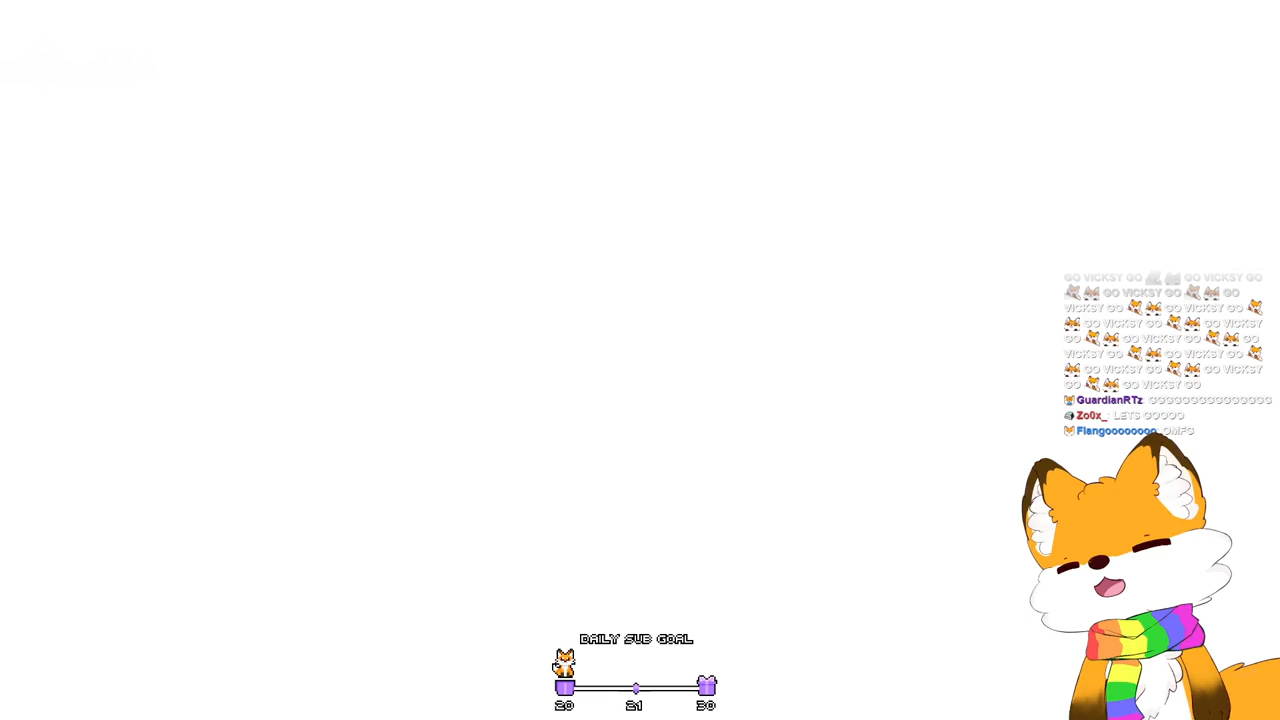 GO VICKSY GO GO VICKSY GO
GO VICKSY GO GO
VICKSY GO GO VICKSY GO
GO VICKSY GO GO VICKSY
GO GO VICKSY GO GO
VICKSY GO GO VICKSY GO
GO VICKSY GO GO VICKSY
GO GO VICKSY GO
GuardianRTz: GOOOOOOOOOOOOOOO
Zo0x_: LETS GOOOO
Flangoooooooo: OMFG
DAILY SUB GOAL
20 21 30